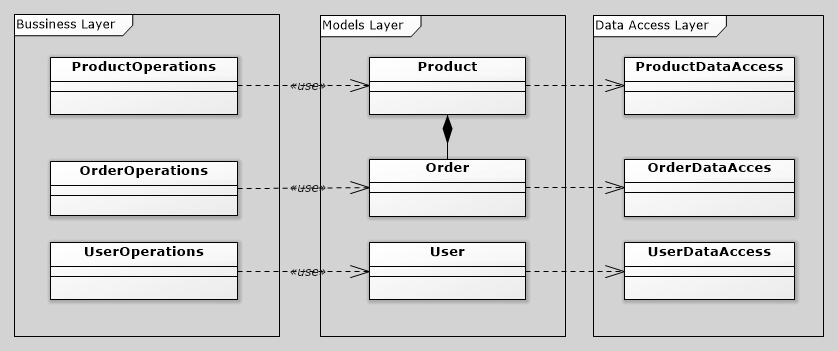 Bussiness Layer
Models Layer
Data Access Layer
ProductOperations
«use»
Product
ProductDataAccess
OrderOperations
«use»
Order
OrderDataAcces
UserOperations
«use»
User
UserDataAccess